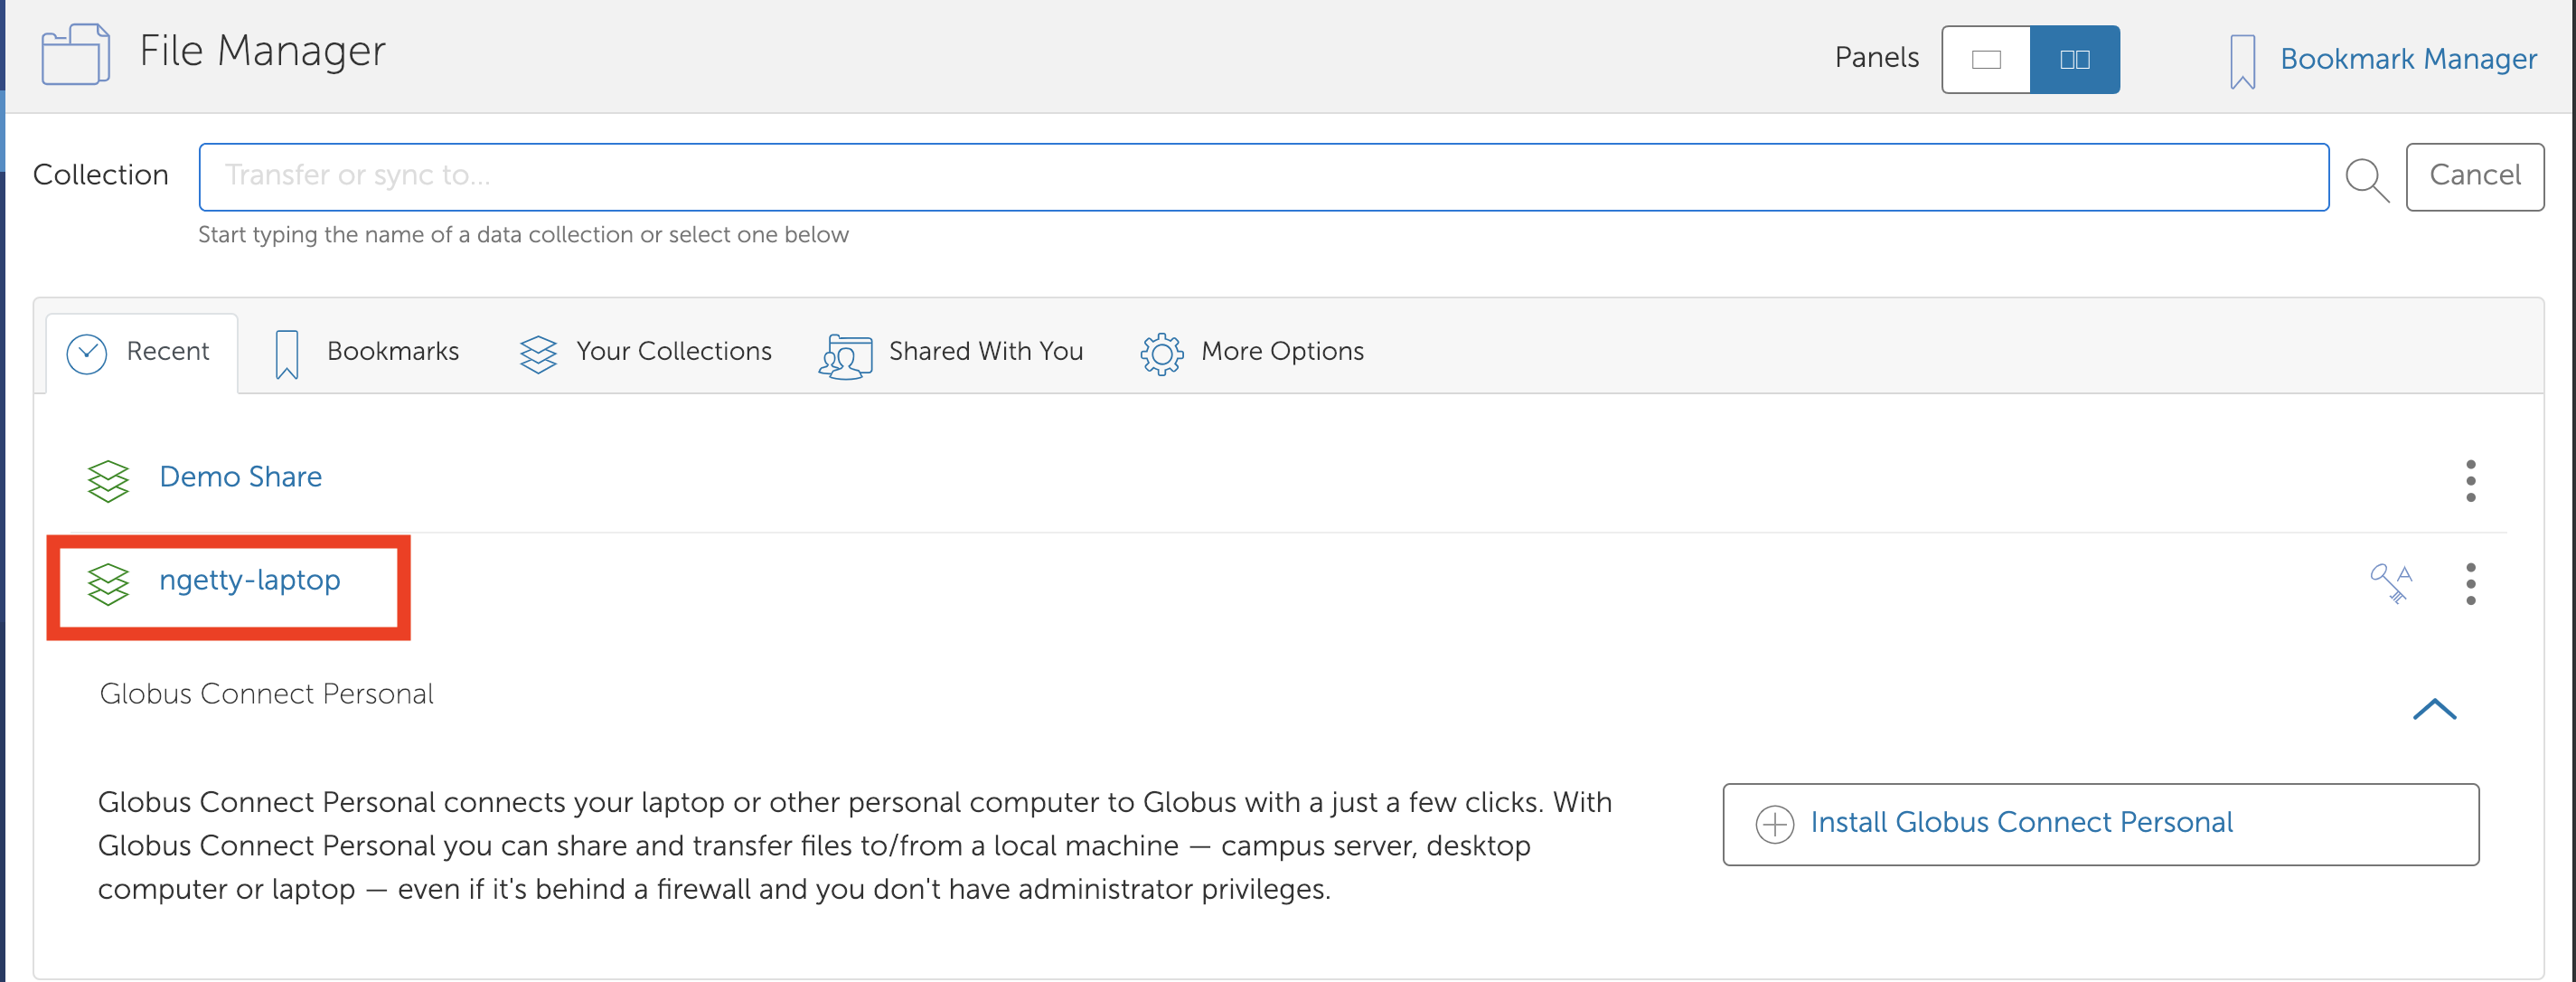 File Manager
Panels
Bookmark Manager
Collection
Transfer or sync to...
Cancel
Start typing the name of a data collection or select one below
Recent
Bookmarks
Your Collections
Shared With You
More Options
Demo Share
ngetty-laptop
A
Globus Connect Personal
Globus Connect Personal connects your laptop or other personal computer to Globus with a just a few clicks. With
Globus Connect Personal you can share and transfer files to/from a local machine — campus server, desktop
computer or laptop — even if it's behind a firewall and you don't have administrator privileges.
Install Globus Connect Personal